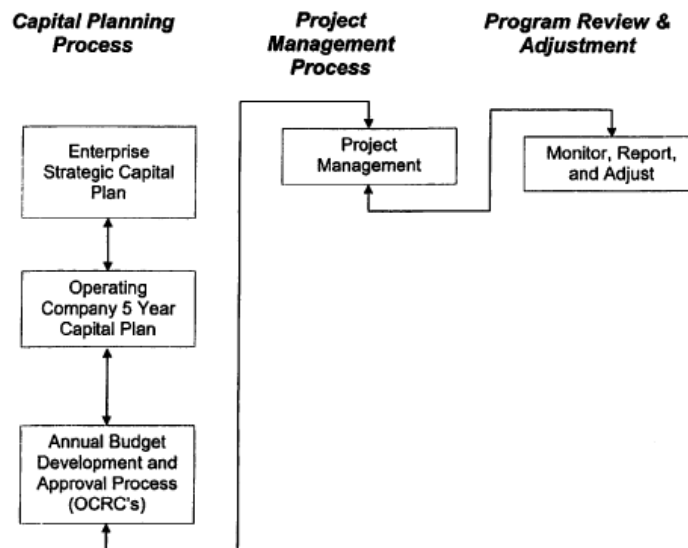 Capital Planning
Process
Project
Management
Process
Program Review &
Adjustment
Enterprise
Strategic Capital
Plan
Project
Management
Monitor, Report,
and Adjust
Operating
Company 5 Year
Capital Plan
Annual Budget
Development and
Approval Process
(OCRC's)